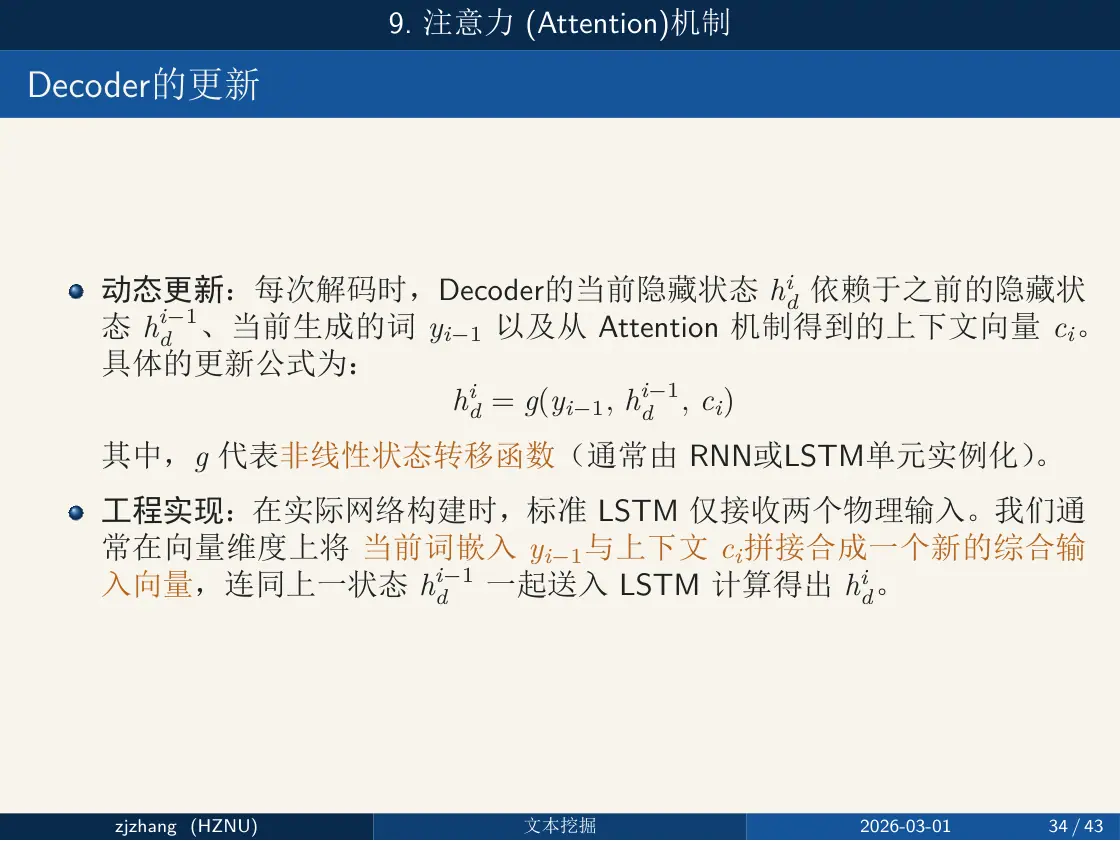 9. 注意力 (Attention)机制
Decoder的更新
动态更新：每次解码时，Decoder的当前隐藏状态 $h_d^i$ 依赖于之前的隐藏状
态 $h_d^{i-1}$、当前生成的词 $y_{i-1}$ 以及从 Attention 机制得到的上下文向量 $c_i$。
具体的更新公式为：
$h_d^i = g(y_{i-1}, h_d^{i-1}, c_i)$
其中，$g$ 代表非线性状态转移函数（通常由 RNN或LSTM单元实例化）。
工程实现：在实际网络构建时，标准 LSTM 仅接收两个物理输入。我们通
常在向量维度上将 当前词嵌入 $y_{i-1}$与上下文 $c_i$拼接合成一个新的综合输
入向量，连同上一状态 $h_d^{i-1}$ 一起送入 LSTM 计算得出 $h_d^i$。
zjzhang (HZNU) 文本挖掘 2026-03-01 34 / 43